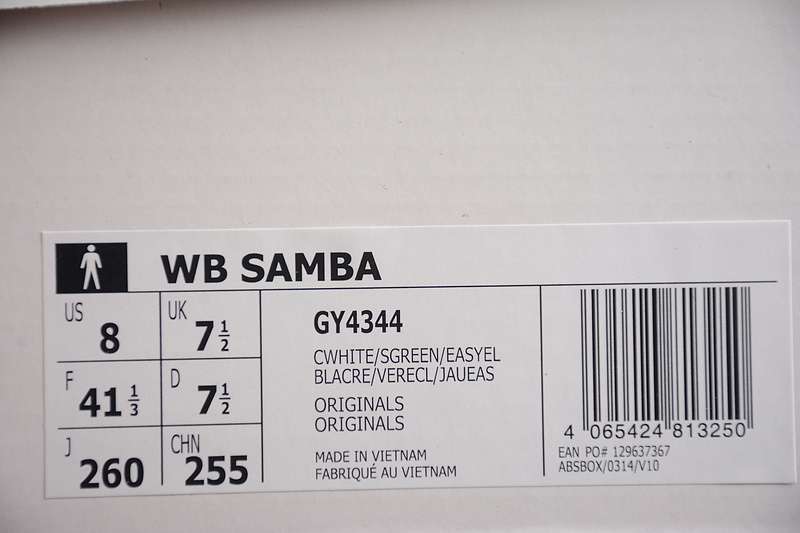 WB SAMBA
US 8
UK 7 1/2
F 41 1/3
D 7 1/2
J 260
CHN 255
GY4344
CWHITE/SGREEN/EASYEL
BLACRE/VERECL/JAUEAS
ORIGINALS
ORIGINALS
MADE IN VIETNAM
FABRIQUÉ AU VIETNAM
4 065424 813250
EAN PO# 129637367
ABSBOX/0314/V10